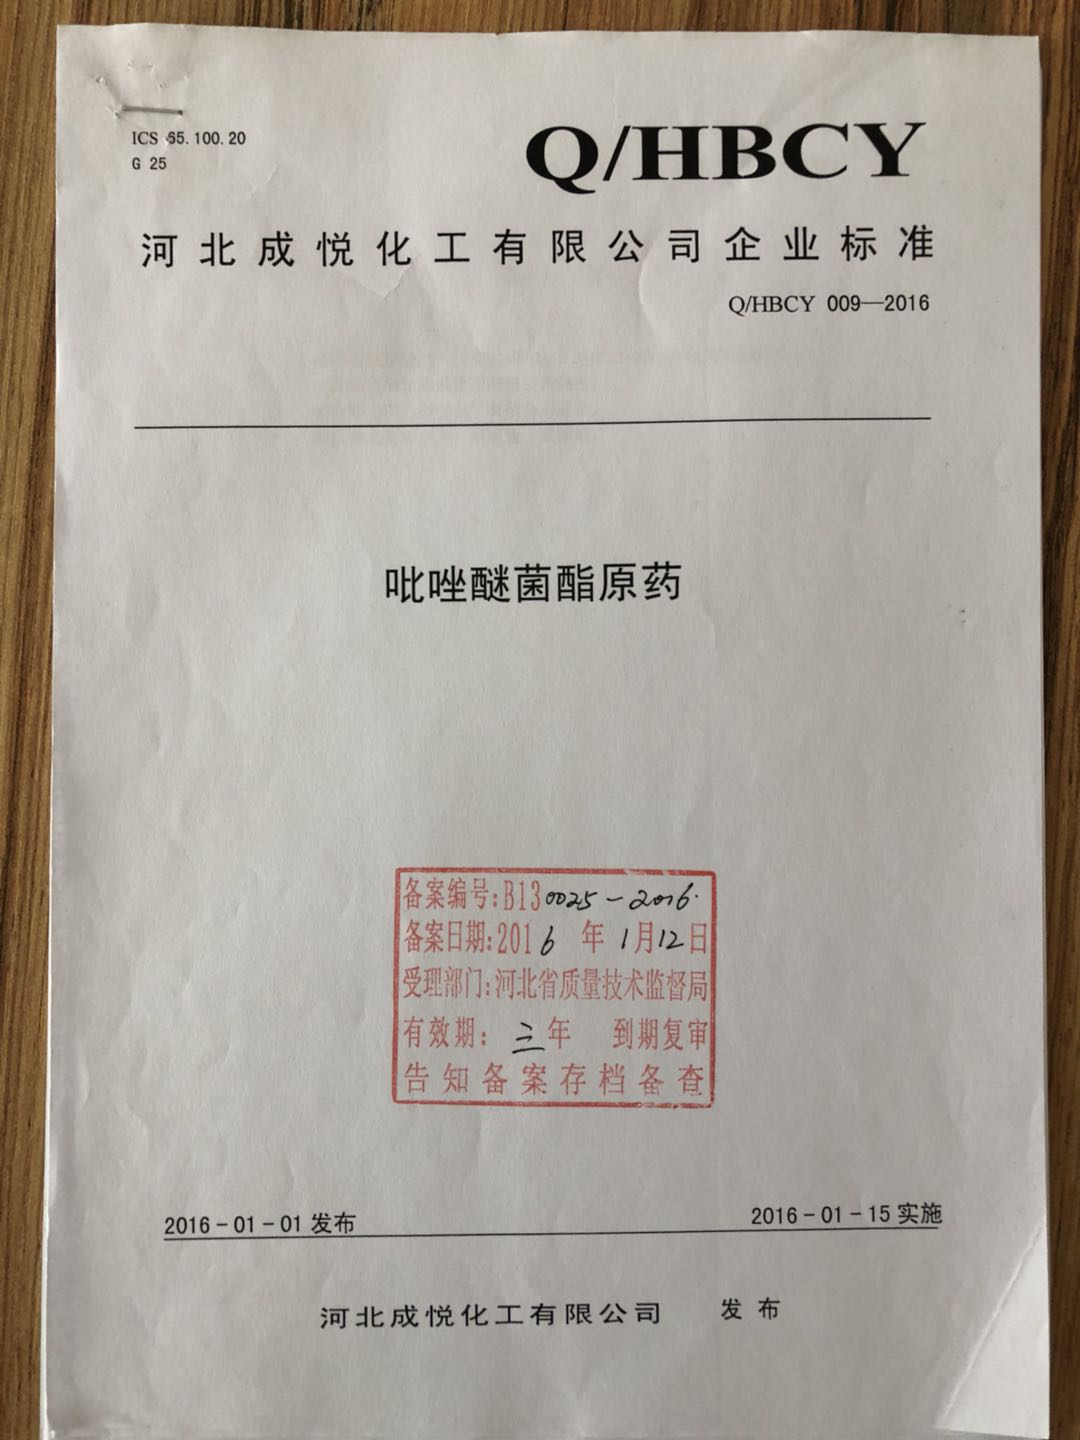 ICS 65.100.20
G 25
Q/HBCY
河北成悦化工有限公司企业标准
Q/HBCY 009—2016
吡唑醚菌酯原药
备案编号:B130025-2016.
备案日期:2016年1月12日
受理部门:河北省质量技术监督局
有效期:三年 到期复审
告知备案存档备查
2016-01-01发布
2016-01-15实施
河北成悦化工有限公司 发布